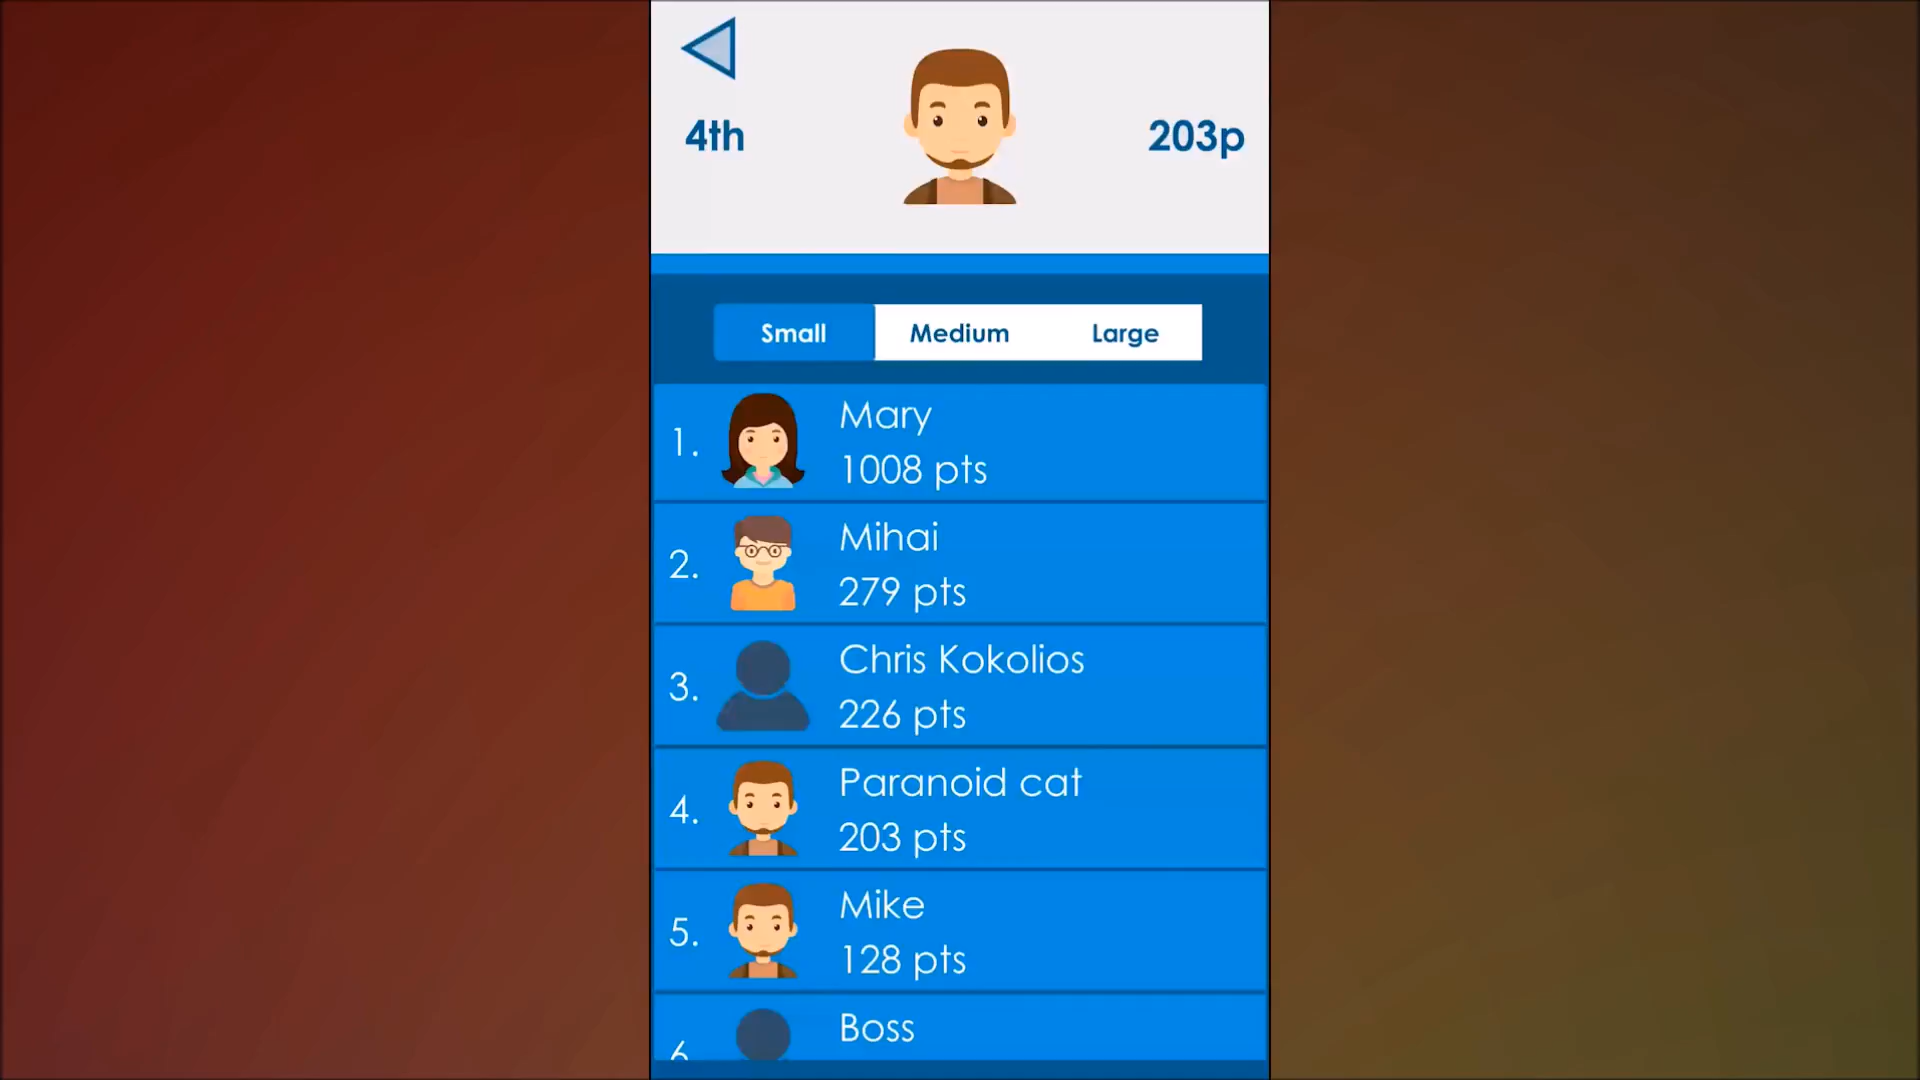 4th
203p
Small Medium Large
1. Mary
1008 pts
2. Mihai
279 pts
3. Chris Kokolios
226 pts
4. Paranoid cat
203 pts
5. Mike
128 pts
6 Boss